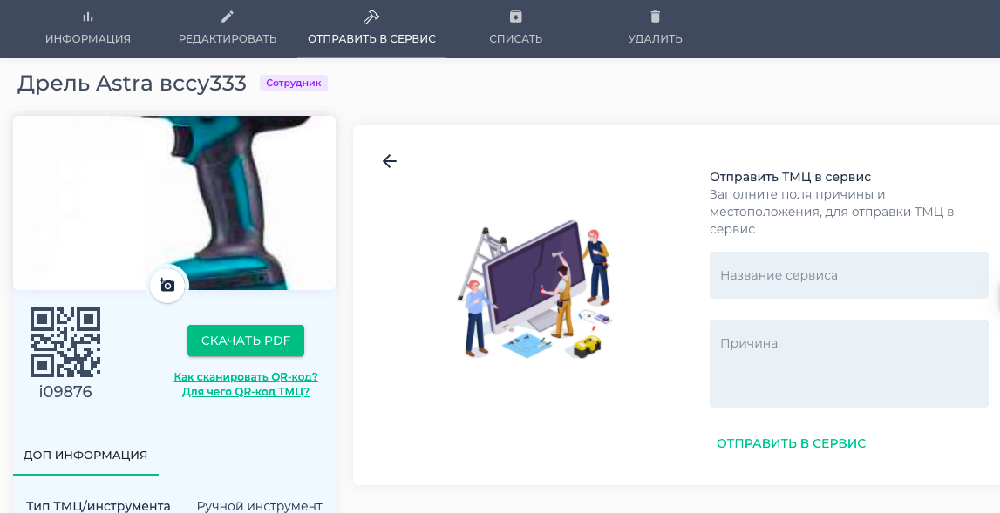 ИНФОРМАЦИЯ
РЕДАКТИРОВАТЬ
ОТПРАВИТЬ В СЕРВИС
СПИСАТЬ
УДАЛИТЬ
Дрель Astra вссу333
Сотрудник
i09876
СКАЧАТЬ PDF
Как сканировать QR-код?
Для чего QR-код ТМЦ?
ДОП ИНФОРМАЦИЯ
Тип ТМЦ/инструмента
Ручной инструмент
Отправить ТМЦ в сервис
Заполните поля причины и
местоположения, для отправки ТМЦ в
сервис
Название сервиса
Причина
ОТПРАВИТЬ В СЕРВИС